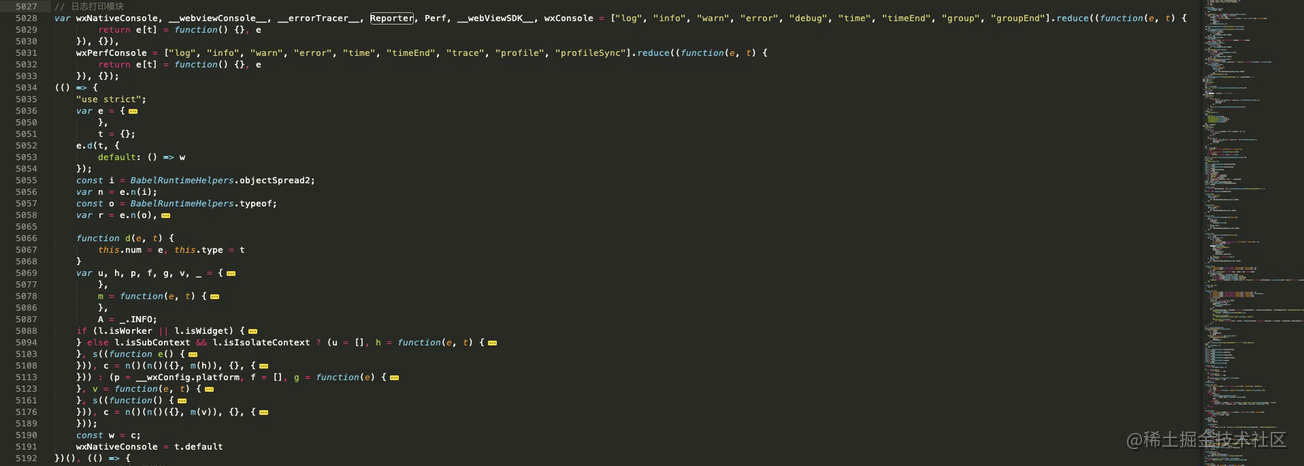 5027 // 日志打印模块
5028 var wxNativeConsole, __webviewConsole__, __errorTracer__, Reporter, Perf, __webViewSDK__, wxConsole = ["log", "info", "warn", "error", "debug", "time", "timeEnd", "group", "groupEnd"].reduce((function(e, t) {
5029 return e[t] = function() {}, e
5030 }), {}),
5031 wxPerfConsole = ["log", "info", "warn", "error", "time", "timeEnd", "trace", "profile", "profileSync"].reduce((function(e, t) {
5032 return e[t] = function() {}, e
5033 }), {});
5034 (() => {
5035 "use strict";
5036 var e = {
5050 },
5051 t = {};
5052 e.d(t, {
5053 default: () => w
5054 });
5055 const i = BabelRuntimeHelpers.objectSpread2;
5056 var n = e.n(i);
5057 const o = BabelRuntimeHelpers.typeof;
5058 var r = e.n(o),
5065
5066 function d(e, t) {
5067 this.num = e, this.type = t
5068 }
5069 var u, h, p, f, g, v, _ = {
5077 },
5078 m = function(e, t) {
5086 },
5087 A = _.INFO;
5088 if (l.isWorker || l.isWidget) {
5094 } else l.isSubContext && l.isIsolateContext ? (u = [], h = function(e, t) {
5103 }, s((function e() {
5108 })), c = n()(n()({}, m(h)), {}, {
5113 })) : (p = __wxConfig.platform, f = [], g = function(e) {
5123 }, v = function(e, t) {
5161 }, s((function() {
5176 })), c = n()(n()({}, m(v)), {}, {
5189 }));
5190 const w = c;
5191 wxNativeConsole = t.default
5192 })(), (() => {
@稀土掘金技术社区